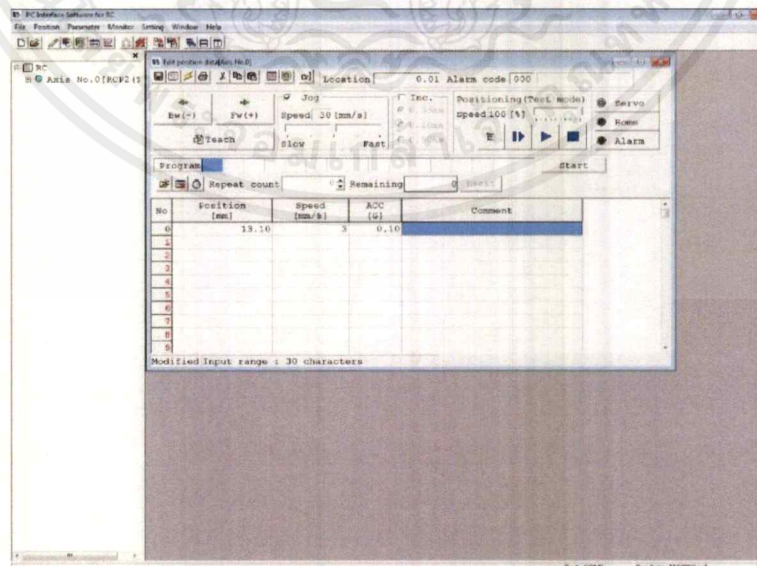 PC Interface Software for RC
File Position Parameter Monitor Setting Window Help
RC
Axis No.0[RCP2(S
Edit position data[Axis No.0]
Location 0.01 Alarm code 000
Bw(-) Fw(+)
Jog
Speed 30 [mm/s]
Slow Fast
Teach
Inc.
Positioning(Test mode)
Speed 100 [%]
Servo
Home
Alarm
Program
Start
Repeat count 0 Remaining 0
No Position [mm] Speed [mm/s] ACC [G] Comment
0 13.10 3 0.10
1
2
3
4
5
6
7
8
9
Modified Input range : 30 characters